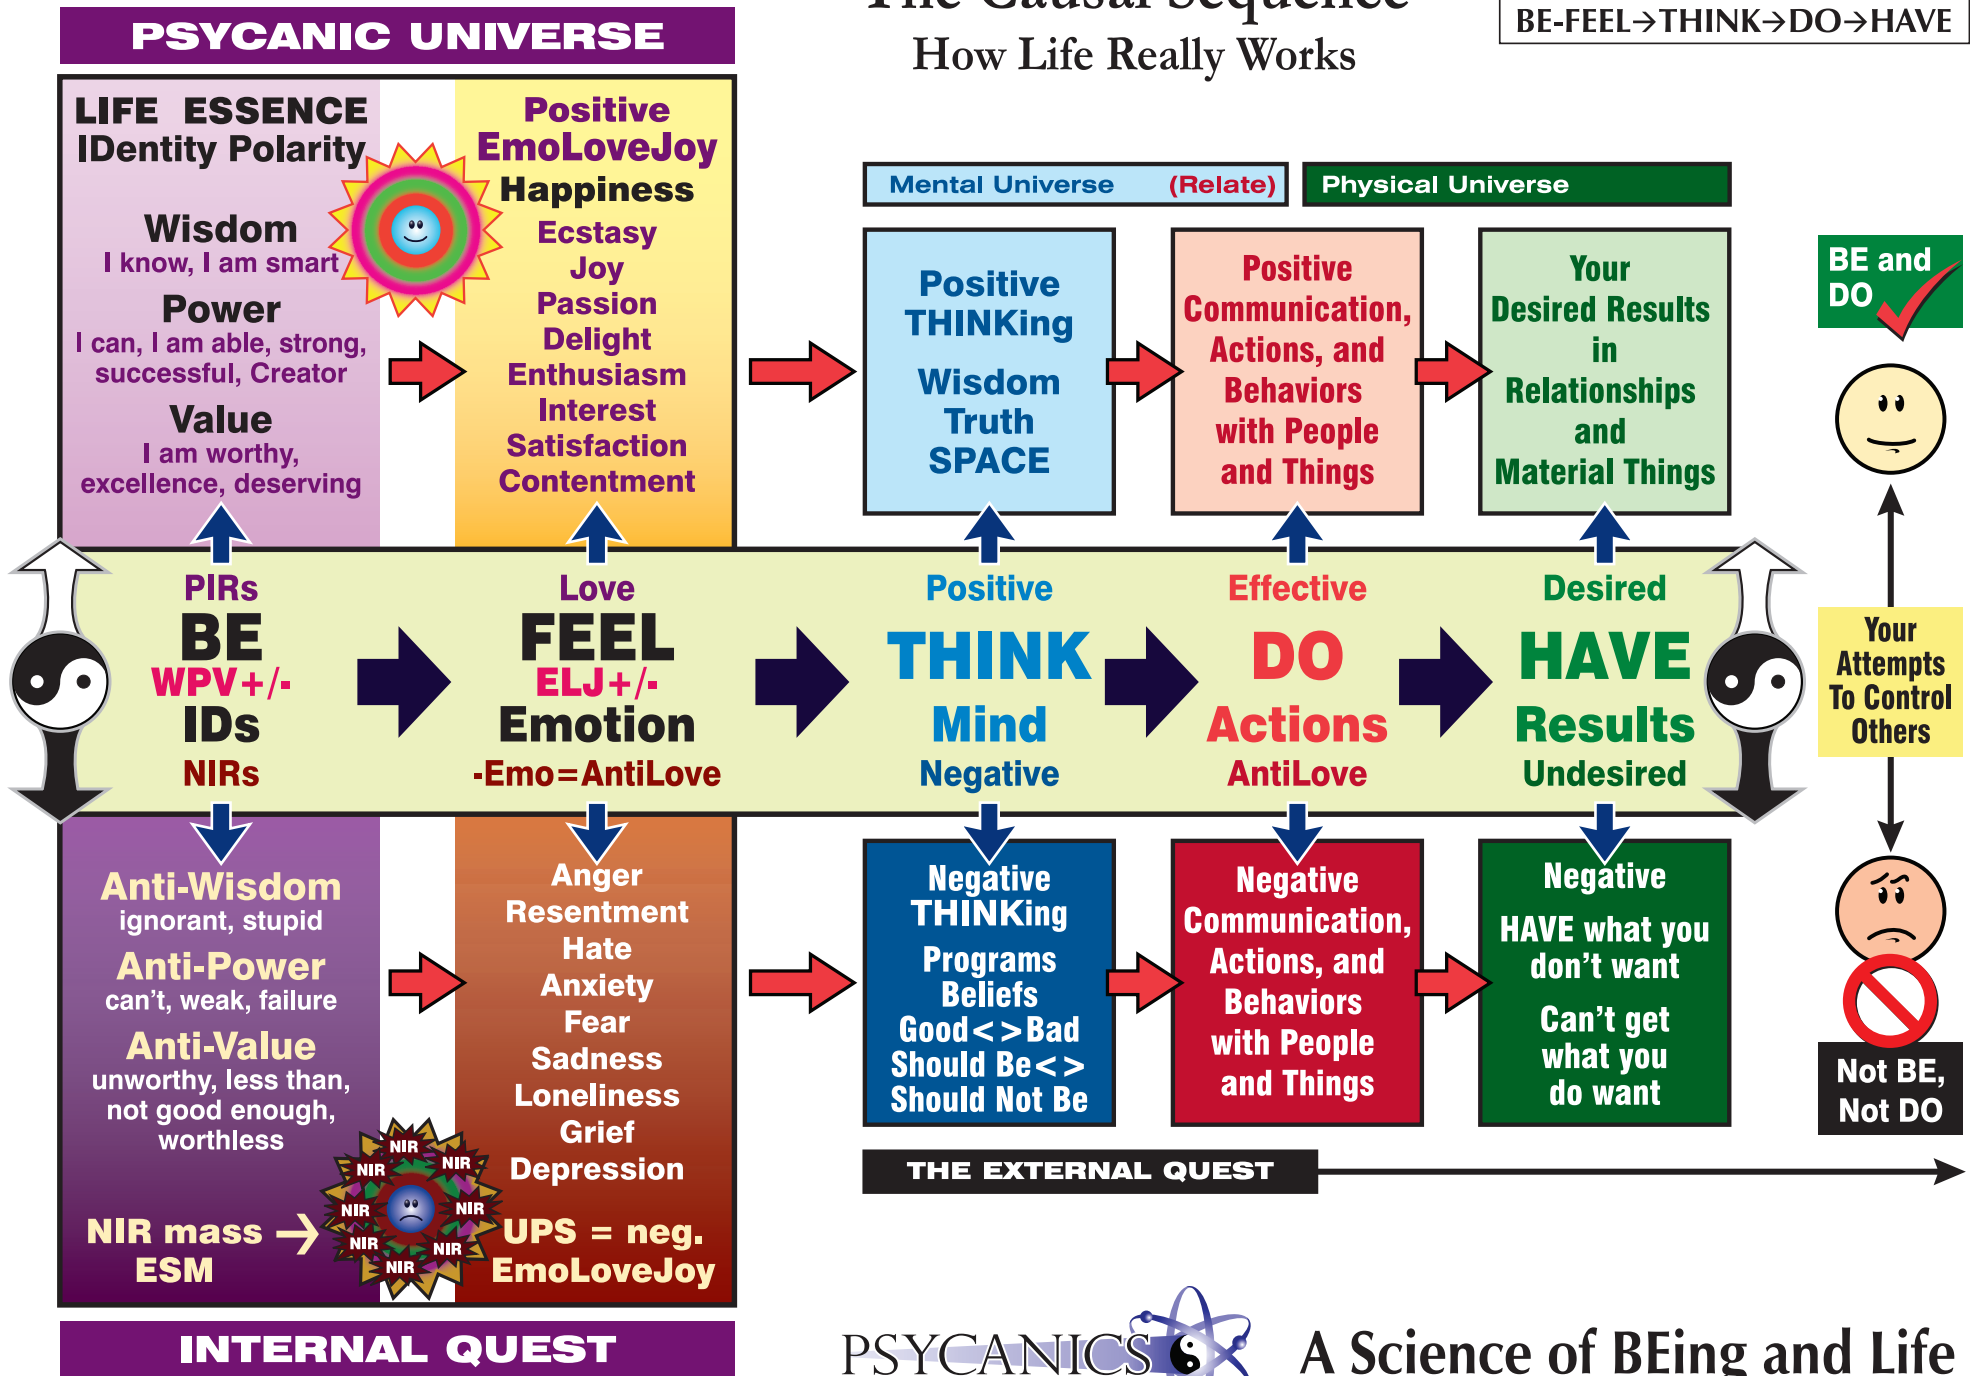 The Causal Sequence
How Life Really Works
BE-FEEL→THINK→DO→HAVE
PSYCANIC UNIVERSE
LIFE ESSENCE
IDentity Polarity
Wisdom
I know, I am smart
Power
I can, I am able, strong,
successful, Creator
Value
I am worthy,
excellence, deserving
Positive
EmoLoveJoy
Happiness
Ecstasy
Joy
Passion
Delight
Enthusiasm
Interest
Satisfaction
Contentment
Mental Universe (Relate)
Physical Universe
Positive
THINKing
Wisdom
Truth
SPACE
Positive
Communication,
Actions, and
Behaviors
with People
and Things
Your
Desired Results
in
Relationships
and
Material Things
BE and
DO
PIRs
BE
WPV+/-
IDs
NIRs
Love
FEEL
ELJ+/-
Emotion
-Emo=AntiLove
Positive
THINK
Mind
Negative
Effective
DO
Actions
AntiLove
Desired
HAVE
Results
Undesired
Your
Attempts
To Control
Others
Anti-Wisdom
ignorant, stupid
Anti-Power
can't, weak, failure
Anti-Value
unworthy, less than,
not good enough,
worthless
NIR mass →
ESM
NIR
NIR
NIR
NIR
NIR
NIR
NIR
NIR
Anger
Resentment
Hate
Anxiety
Fear
Sadness
Loneliness
Grief
Depression
UPS = neg.
EmoLoveJoy
Negative
THINKing
Programs
Beliefs
Good<>Bad
Should Be<>
Should Not Be
Negative
Communication,
Actions, and
Behaviors
with People
and Things
Negative
HAVE what you
don't want
Can't get
what you
do want
Not BE,
Not DO
THE EXTERNAL QUEST
INTERNAL QUEST
PSYCANICS
A Science of BEing and Life